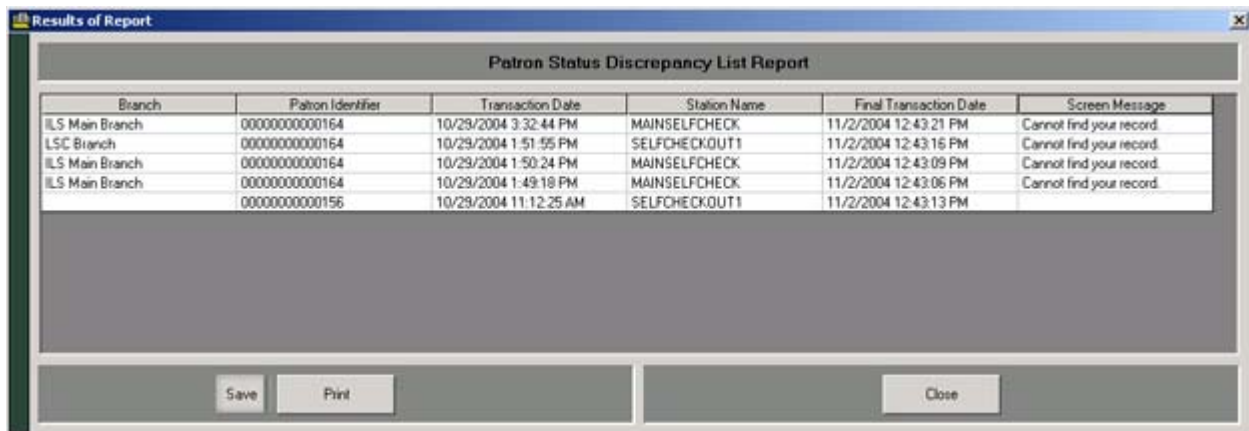 Results of Report
Patron Status Discrepancy List Report
Branch Patron Identifier Transaction Date Station Name Final Transaction Date Screen Message
ILS Main Branch 00000000000164 10/29/2004 3:32:44 PM MAINSELFCHECK 11/2/2004 12:43:21 PM Cannot find your record.
LSC Branch 00000000000164 10/29/2004 1:51:55 PM SELFCHECKOUT1 11/2/2004 12:43:16 PM Cannot find your record.
ILS Main Branch 00000000000164 10/29/2004 1:50:24 PM MAINSELFCHECK 11/2/2004 12:43:09 PM Cannot find your record.
ILS Main Branch 00000000000164 10/29/2004 1:49:18 PM MAINSELFCHECK 11/2/2004 12:43:06 PM Cannot find your record.
00000000000156 10/29/2004 11:12:25 AM SELFCHECKOUT1 11/2/2004 12:43:13 PM
Save Print Close